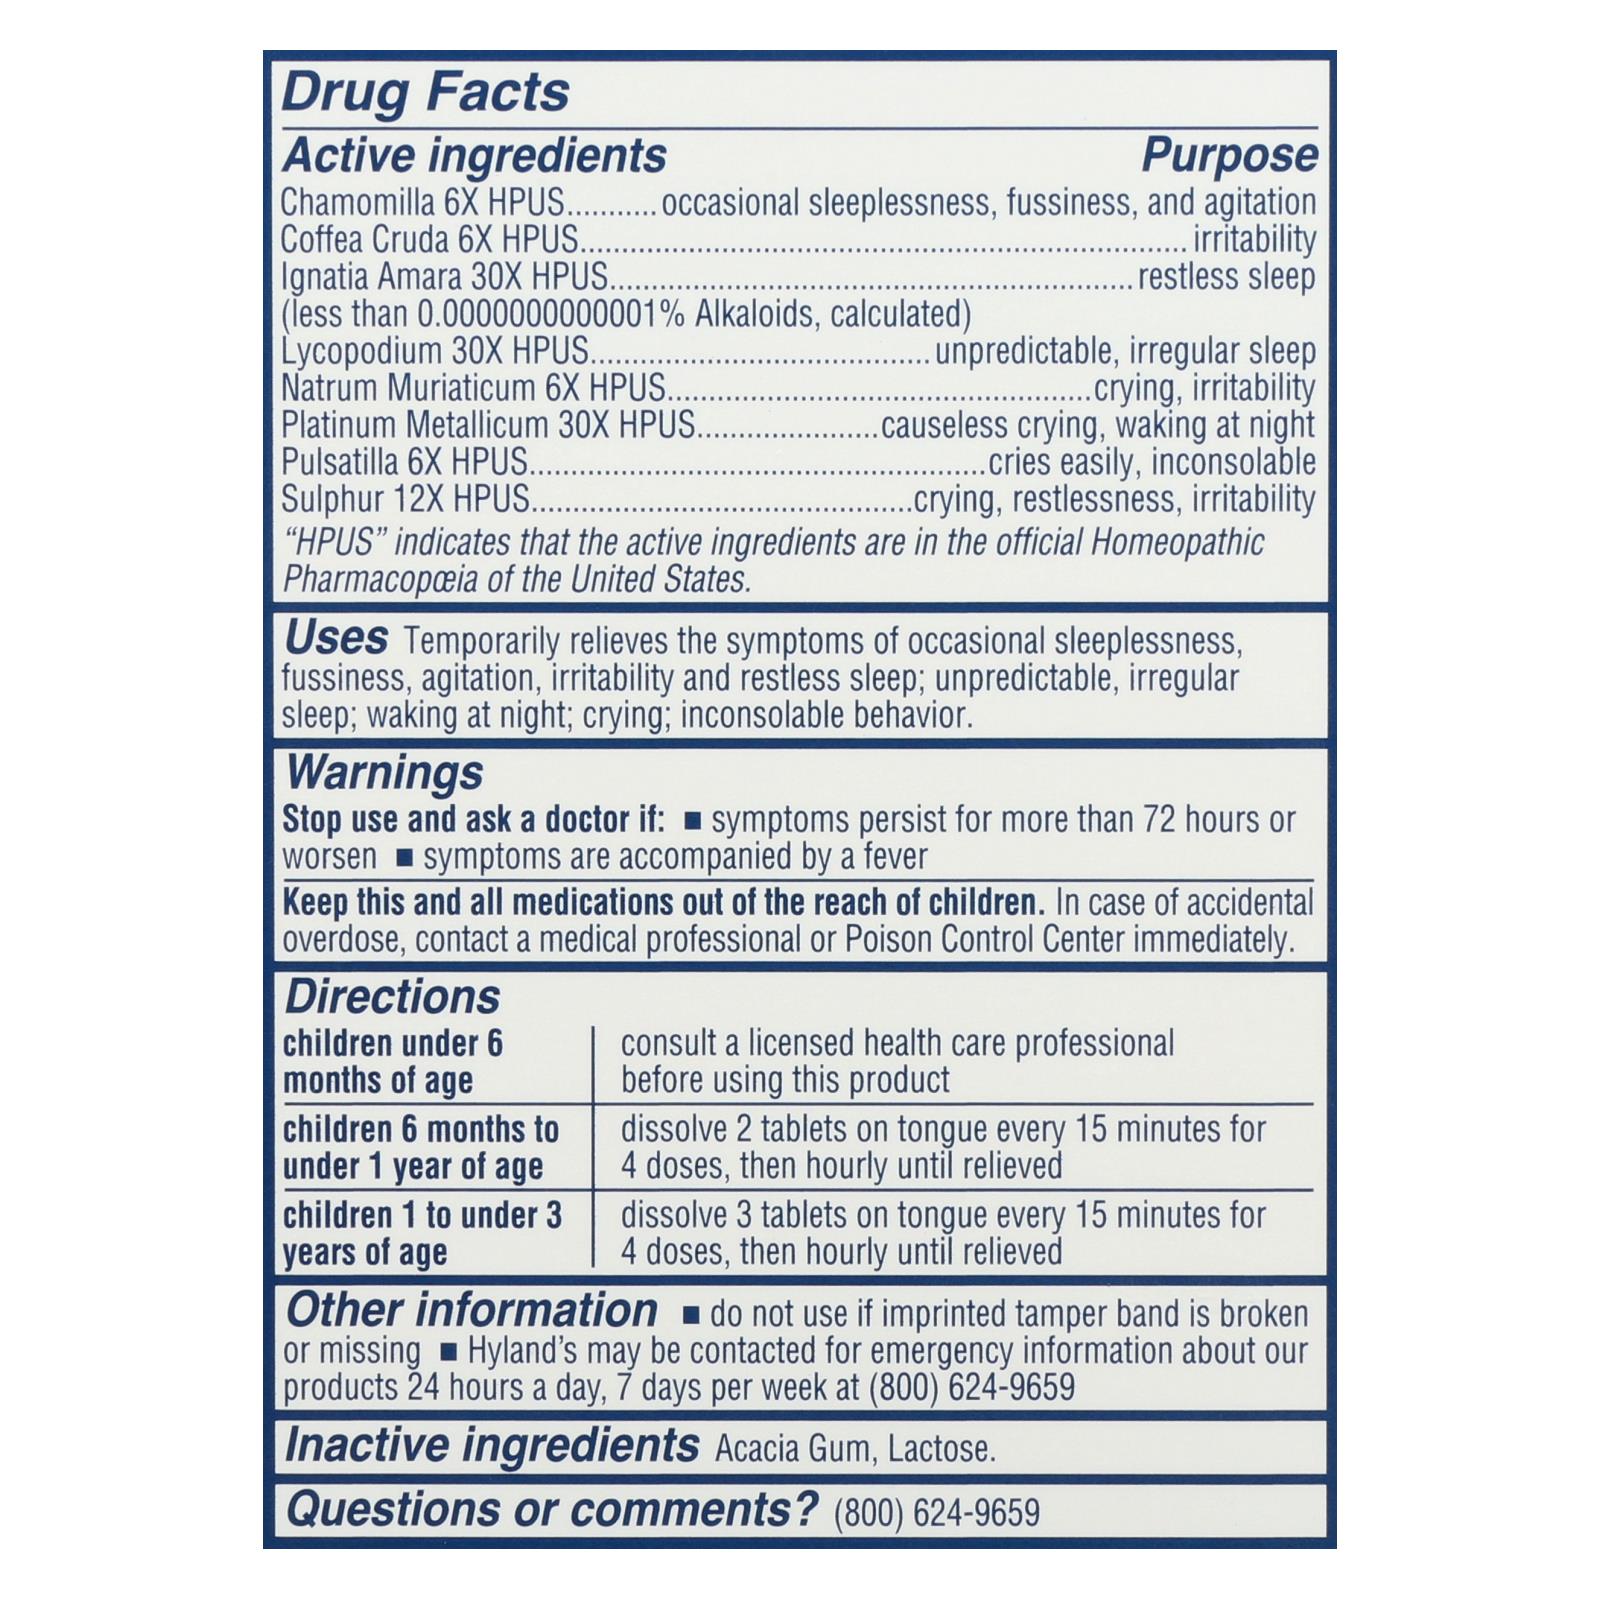 Drug Facts
Active ingredients Purpose
Chamomilla 6X HPUS...........occasional sleeplessness, fussiness, and agitation
Coffea Cruda 6X HPUS.......................................................................... irritability
Ignatia Amara 30X HPUS................................................................restless sleep
(less than 0.0000000000001% Alkaloids, calculated)
Lycopodium 30X HPUS.........................................unpredictable, irregular sleep
Natrum Muriaticum 6X HPUS....................................................crying, irritability
Platinum Metallicum 30X HPUS......................causeless crying, waking at night
Pulsatilla 6X HPUS........................................................cries easily, inconsolable
Sulphur 12X HPUS...............................................crying, restlessness, irritability
“HPUS” indicates that the active ingredients are in the official Homeopathic
Pharmacopœia of the United States.
Uses Temporarily relieves the symptoms of occasional sleeplessness,
fussiness, agitation, irritability and restless sleep; unpredictable, irregular
sleep; waking at night; crying; inconsolable behavior.
Warnings
Stop use and ask a doctor if: ■ symptoms persist for more than 72 hours or
worsen ■ symptoms are accompanied by a fever
Keep this and all medications out of the reach of children. In case of accidental
overdose, contact a medical professional or Poison Control Center immediately.
Directions
children under 6 consult a licensed health care professional
months of age before using this product
children 6 months to dissolve 2 tablets on tongue every 15 minutes for
under 1 year of age 4 doses, then hourly until relieved
children 1 to under 3 dissolve 3 tablets on tongue every 15 minutes for
years of age 4 doses, then hourly until relieved
Other information ■ do not use if imprinted tamper band is broken
or missing ■ Hyland’s may be contacted for emergency information about our
products 24 hours a day, 7 days per week at (800) 624-9659
Inactive ingredients Acacia Gum, Lactose.
Questions or comments? (800) 624-9659